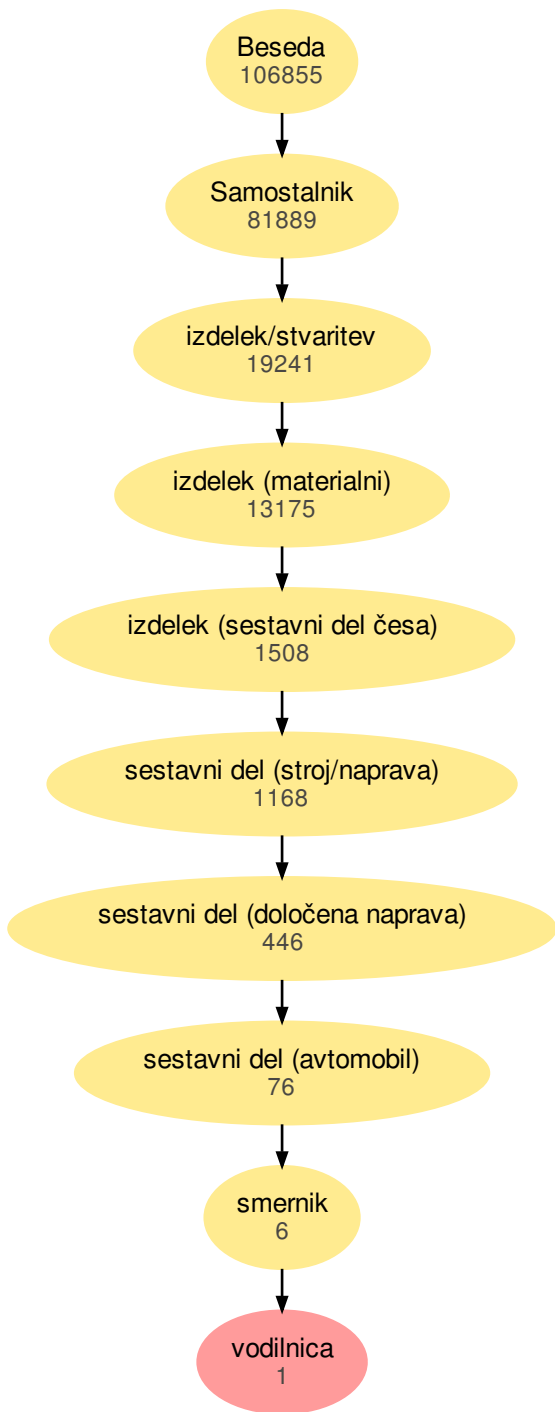 Beseda
106855
Samostalnik
81889
izdelek/stvaritev
19241
izdelek (materialni)
13175
izdelek (sestavni del česa)
1508
sestavni del (stroj/naprava)
1168
sestavni del (določena naprava)
446
sestavni del (avtomobil)
76
smernik
6
vodilnica
1